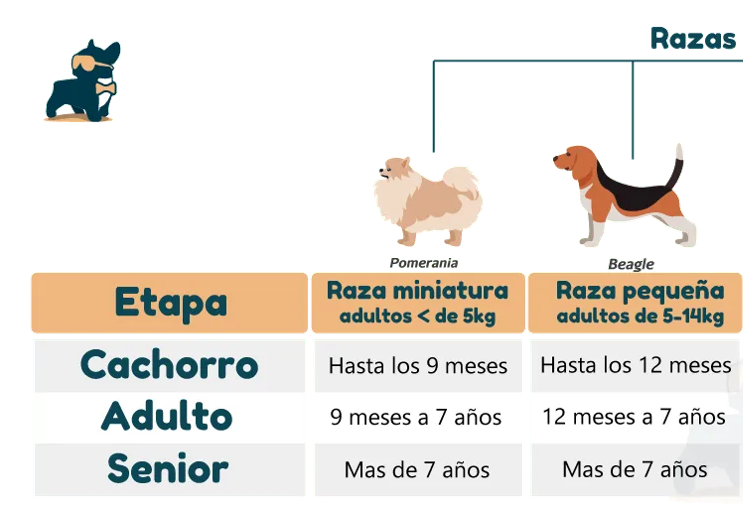 Razas
Pomerania
Beagle
Etapa
Raza miniatura
adultos < de 5kg
Raza pequeña
adultos de 5-14kg
Cachorro
Hasta los 9 meses
Hasta los 12 meses
Adulto
9 meses a 7 años
12 meses a 7 años
Senior
Mas de 7 años
Mas de 7 años